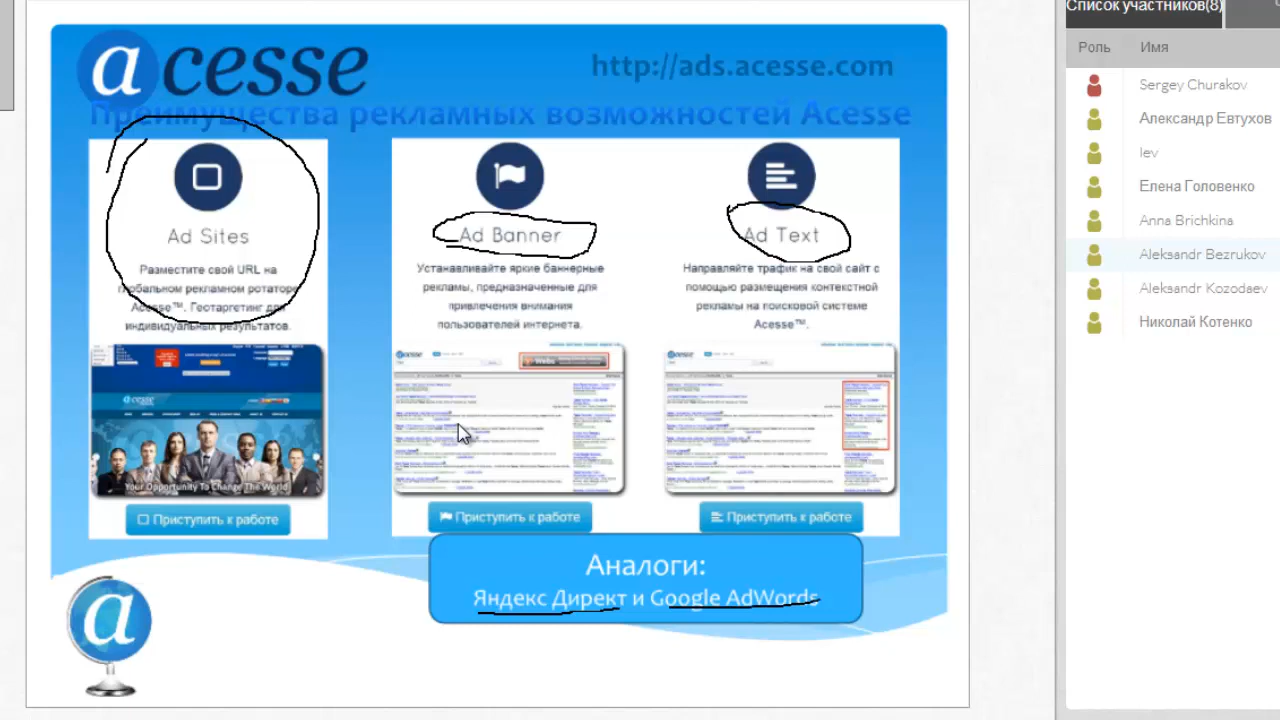 acesse
http://ads.acesse.com
Преимущества рекламных возможностей Acesse
Ad Sites
Разместите свой URL на
глобальном рекламном ротаторе
Acesse™. Геотаргетинг для
индивидуальных результатов.
acesse
Your Opportunity To Change The World
Приступить к работе
Ad Banner
Устанавливайте яркие баннерные
рекламы, предназначенные для
привлечения внимания
пользователей интернета.
Приступить к работе
Ad Text
Направляйте трафик на свой сайт с
помощью размещения контекстной
рекламы на поисковой системе
Acesse™.
Приступить к работе
Аналоги:
Яндекс Директ и Google AdWords
a
Список участников(8)
Роль Имя
Sergey Churakov
Александр Евтухов
lev
Елена Головенко
Anna Brichkina
Aleksandr Bezrukov
Aleksandr Kozodaev
Николай Котенко